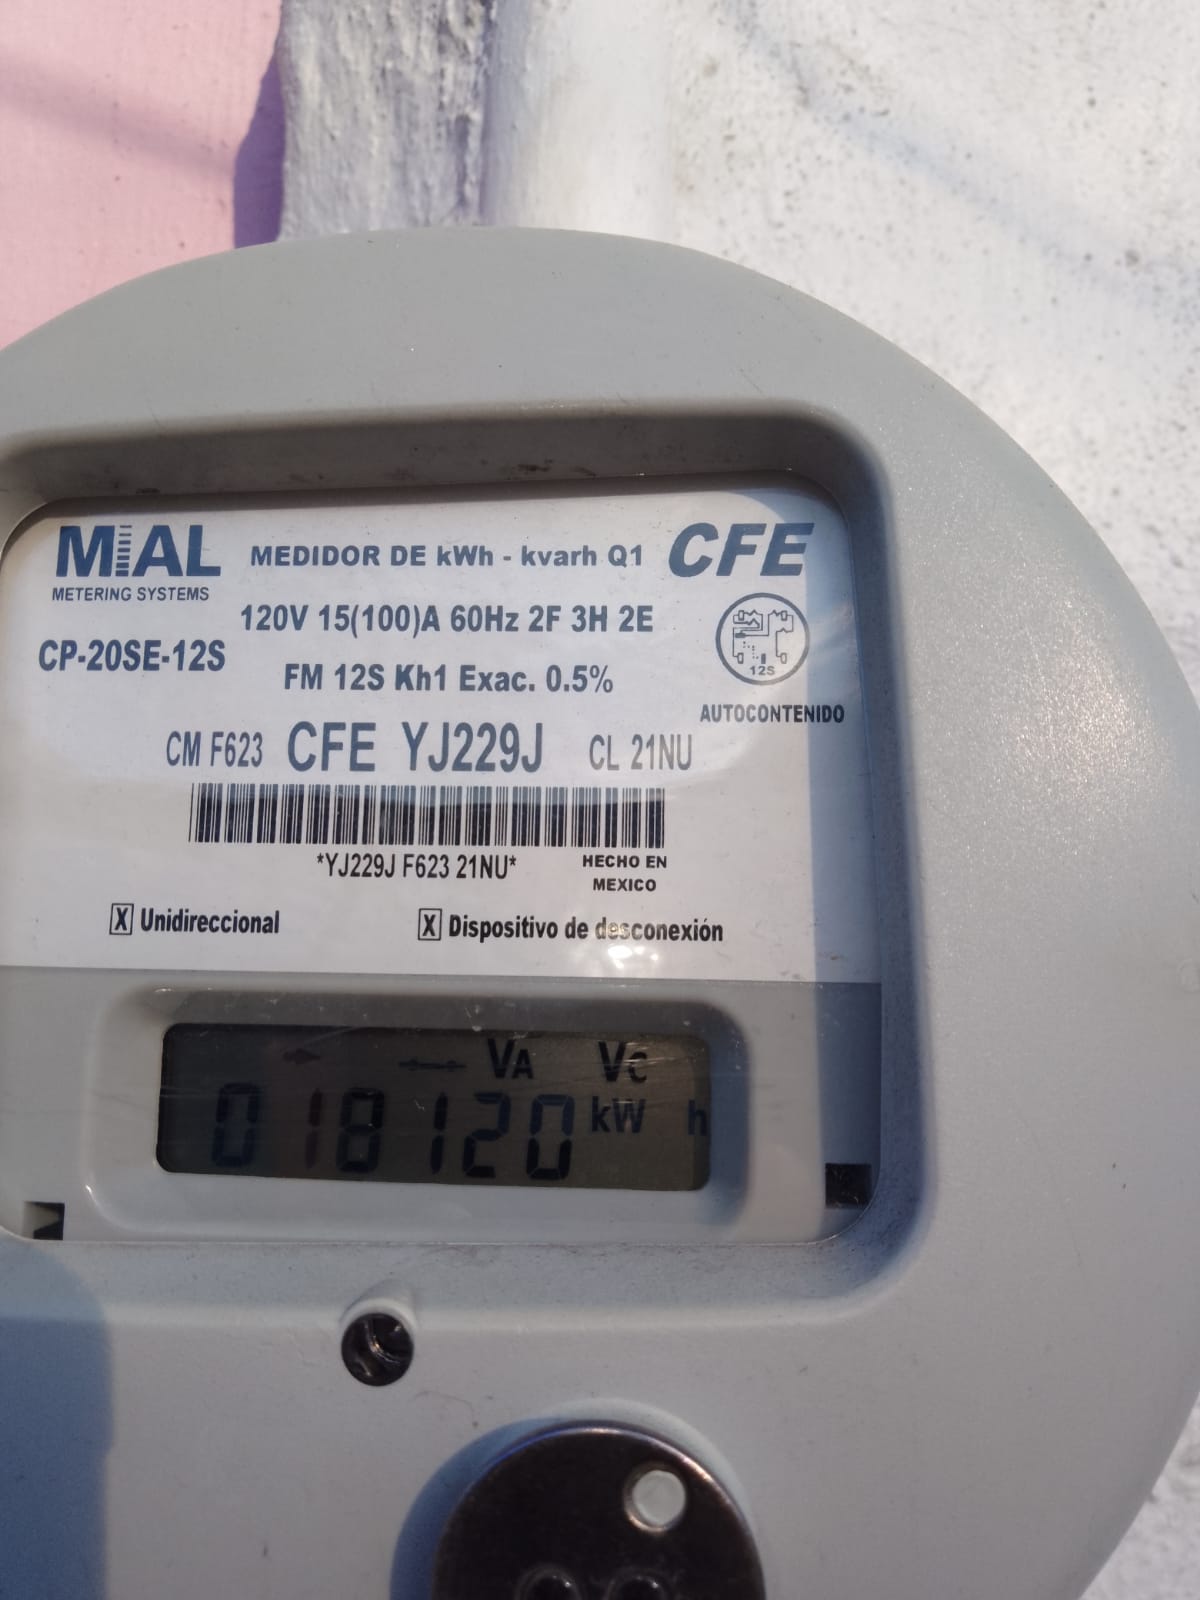 MIAL
METERING SYSTEMS
MEDIDOR DE kWh - kvarh Q1
CFE
120V 15(100)A 60Hz 2F 3H 2E
CP-20SE-12S
FM 12S Kh1 Exac. 0.5%
12S
AUTOCONTENIDO
CM F623 CFE YJ229J CL 21NU
*YJ229J F623 21NU*
HECHO EN
MEXICO
X Unidireccional
X Dispositivo de desconexión
VA VC
018120 kW h